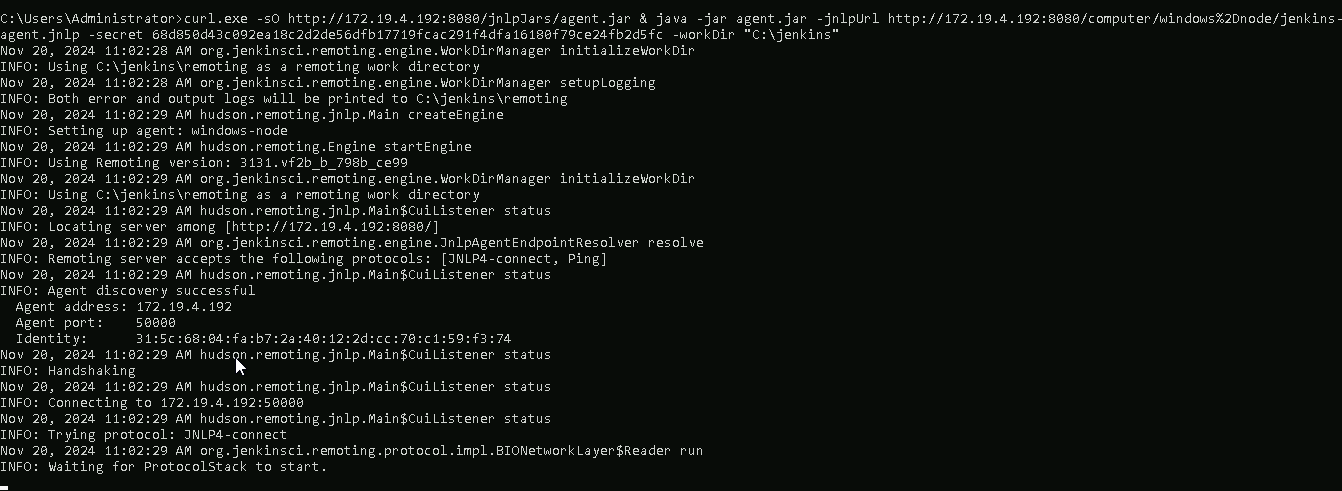 C:\Users\Administrator>curl.exe -sO http://172.19.4.192:8080/jnlpJars/agent.jar & java -jar agent.jar -jnlpUrl http://172.19.4.192:8080/computer/windows%2Dnode/jenkins-
agent.jnlp -secret 68d850d43c092ea18c2d2de56dfb17719fcac291f4dfa16180f79ce24fb2d5fc -workDir "C:\jenkins"
Nov 20, 2024 11:02:28 AM org.jenkinsci.remoting.engine.WorkDirManager initializeWorkDir
INFO: Using C:\jenkins\remoting as a remoting work directory
Nov 20, 2024 11:02:28 AM org.jenkinsci.remoting.engine.WorkDirManager setupLogging
INFO: Both error and output logs will be printed to C:\jenkins\remoting
Nov 20, 2024 11:02:29 AM hudson.remoting.jnlp.Main createEngine
INFO: Setting up agent: windows-node
Nov 20, 2024 11:02:29 AM hudson.remoting.Engine startEngine
INFO: Using Remoting version: 3131.vf2b_b_798b_ce99
Nov 20, 2024 11:02:29 AM org.jenkinsci.remoting.engine.WorkDirManager initializeWorkDir
INFO: Using C:\jenkins\remoting as a remoting work directory
Nov 20, 2024 11:02:29 AM hudson.remoting.jnlp.Main$CuiListener status
INFO: Locating server among [http://172.19.4.192:8080/]
Nov 20, 2024 11:02:29 AM org.jenkinsci.remoting.engine.JnlpAgentEndpointResolver resolve
INFO: Remoting server accepts the following protocols: [JNLP4-connect, Ping]
Nov 20, 2024 11:02:29 AM hudson.remoting.jnlp.Main$CuiListener status
INFO: Agent discovery successful
  Agent address: 172.19.4.192
  Agent port:    50000
  Identity:      31:5c:68:04:fa:b7:2a:40:12:2d:cc:70:c1:59:f3:74
Nov 20, 2024 11:02:29 AM hudson.remoting.jnlp.Main$CuiListener status
INFO: Handshaking
Nov 20, 2024 11:02:29 AM hudson.remoting.jnlp.Main$CuiListener status
INFO: Connecting to 172.19.4.192:50000
Nov 20, 2024 11:02:29 AM hudson.remoting.jnlp.Main$CuiListener status
INFO: Trying protocol: JNLP4-connect
Nov 20, 2024 11:02:29 AM org.jenkinsci.remoting.protocol.impl.BIONetworkLayer$Reader run
INFO: Waiting for ProtocolStack to start.